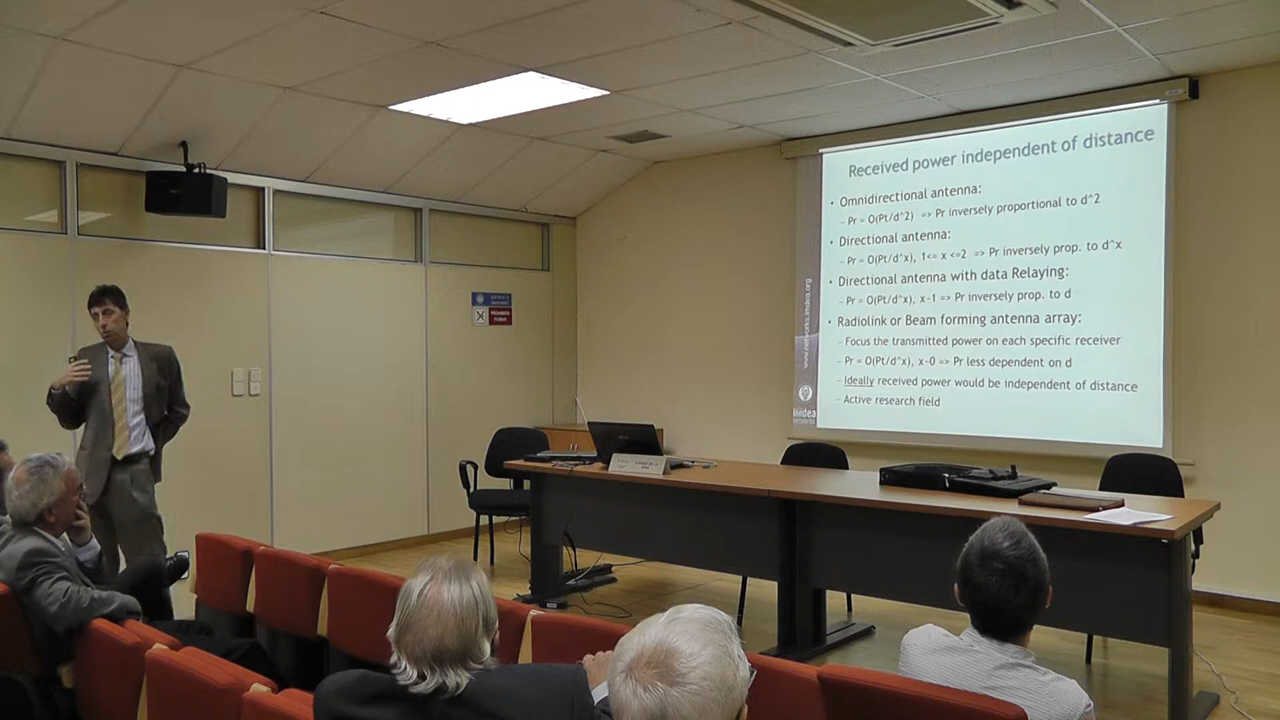 Received power independent of distance
• Omnidirectional antenna:
– Pr = O(Pt/d^2) => Pr inversely proportional to d^2
• Directional antenna:
– Pr = O(Pt/d^x), 1<= x <=2 => Pr inversely prop. to d^x
• Directional antenna with data Relaying:
– Pr = O(Pt/d^x), x~1 => Pr inversely prop. to d
• Radiolink or Beam forming antenna array:
– Focus the transmitted power on each specific receiver
– Pr = O(Pt/d^x), x~0 => Pr less dependent on d
– Ideally received power would be independent of distance
– Active research field
www.networks.imdea.org
imdea
networks
PROHIBIDO
FUMAR